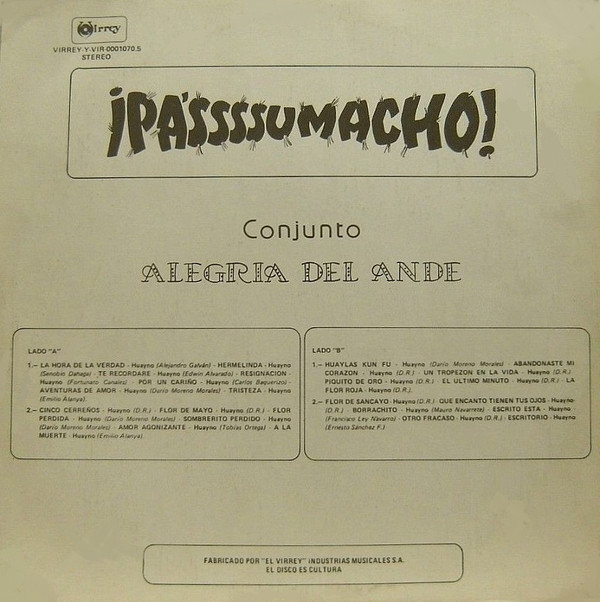 Virrey
VIRREY-Y-VIR-0001070.5
STEREO
¡PA'SSSSUMACHO!
Conjunto
ALEGRIA DEL ANDE
LADO "A"
1.- LA HORA DE LA VERDAD - Huayno (Alejandro Galván) - HERMELINDA - Huayno
(Senobio Dahaga) - TE RECORDARE - Huayno (Edwin Alvarado) - RESIGNACION -
Huayno (Fortunato Canales) - POR UN CARIÑO - Huayno (Carlos Baquerizo) -
AVENTURAS DE AMOR - Huayno (Darío Moreno Morales) - TRISTEZA - Huayno
(Emilio Alanya).
2.- CINCO CERREÑOS - Huayno (D.R.) - FLOR DE MAYO - Huayno (D.R.) - FLOR
PERDIDA - Huayno (Darío Moreno Morales) - SOMBRERITO PERDIDO - Huayno
(Darío Moreno Morales) - AMOR AGONIZANTE - Huayno (Tobías Ortega) - A LA
MUERTE - Huayno (Emilio Alanya).
LADO "B"
1.- HUAYLAS KUN FU - Huayno (Darío Moreno Morales) - ABANDONASTE MI
CORAZON - Huayno (D.R.) - UN TROPEZON EN LA VIDA - Huayno (D.R.) -
PIQUITO DE ORO - Huayno (D.R.) - EL ULTIMO MINUTO - Huayno (D.R.) - LA
FLOR ROJA - Huayno (D.R.).
2.- FLOR DE SANCAYO - Huayno (D.R.) - QUE ENCANTO TIENEN TUS OJOS - Huayno
(D.R.) - BORRACHITO - Huayno (Mauro Navarrete) - ESCRITO ESTA - Huayno
(Francisco Ley Navarro) - OTRO FRACASO - Huayno (D.R.) - ESCRITORIO - Huayno
(Ernesto Sánchez F.)
FABRICADO POR "EL VIRREY" INDUSTRIAS MUSICALES S.A.
EL DISCO ES CULTURA